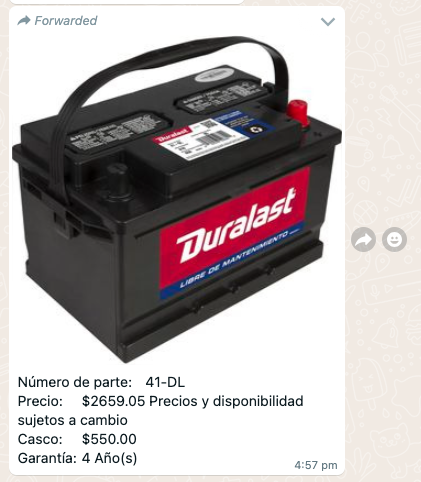 Forwarded
Duralast
Duralast
LIBRE DE MANTENIMIENTO
Número de parte: 41-DL
Precio: $2659.05 Precios y disponibilidad
sujetos a cambio
Casco: $550.00
Garantía: 4 Año(s)
4:57 pm